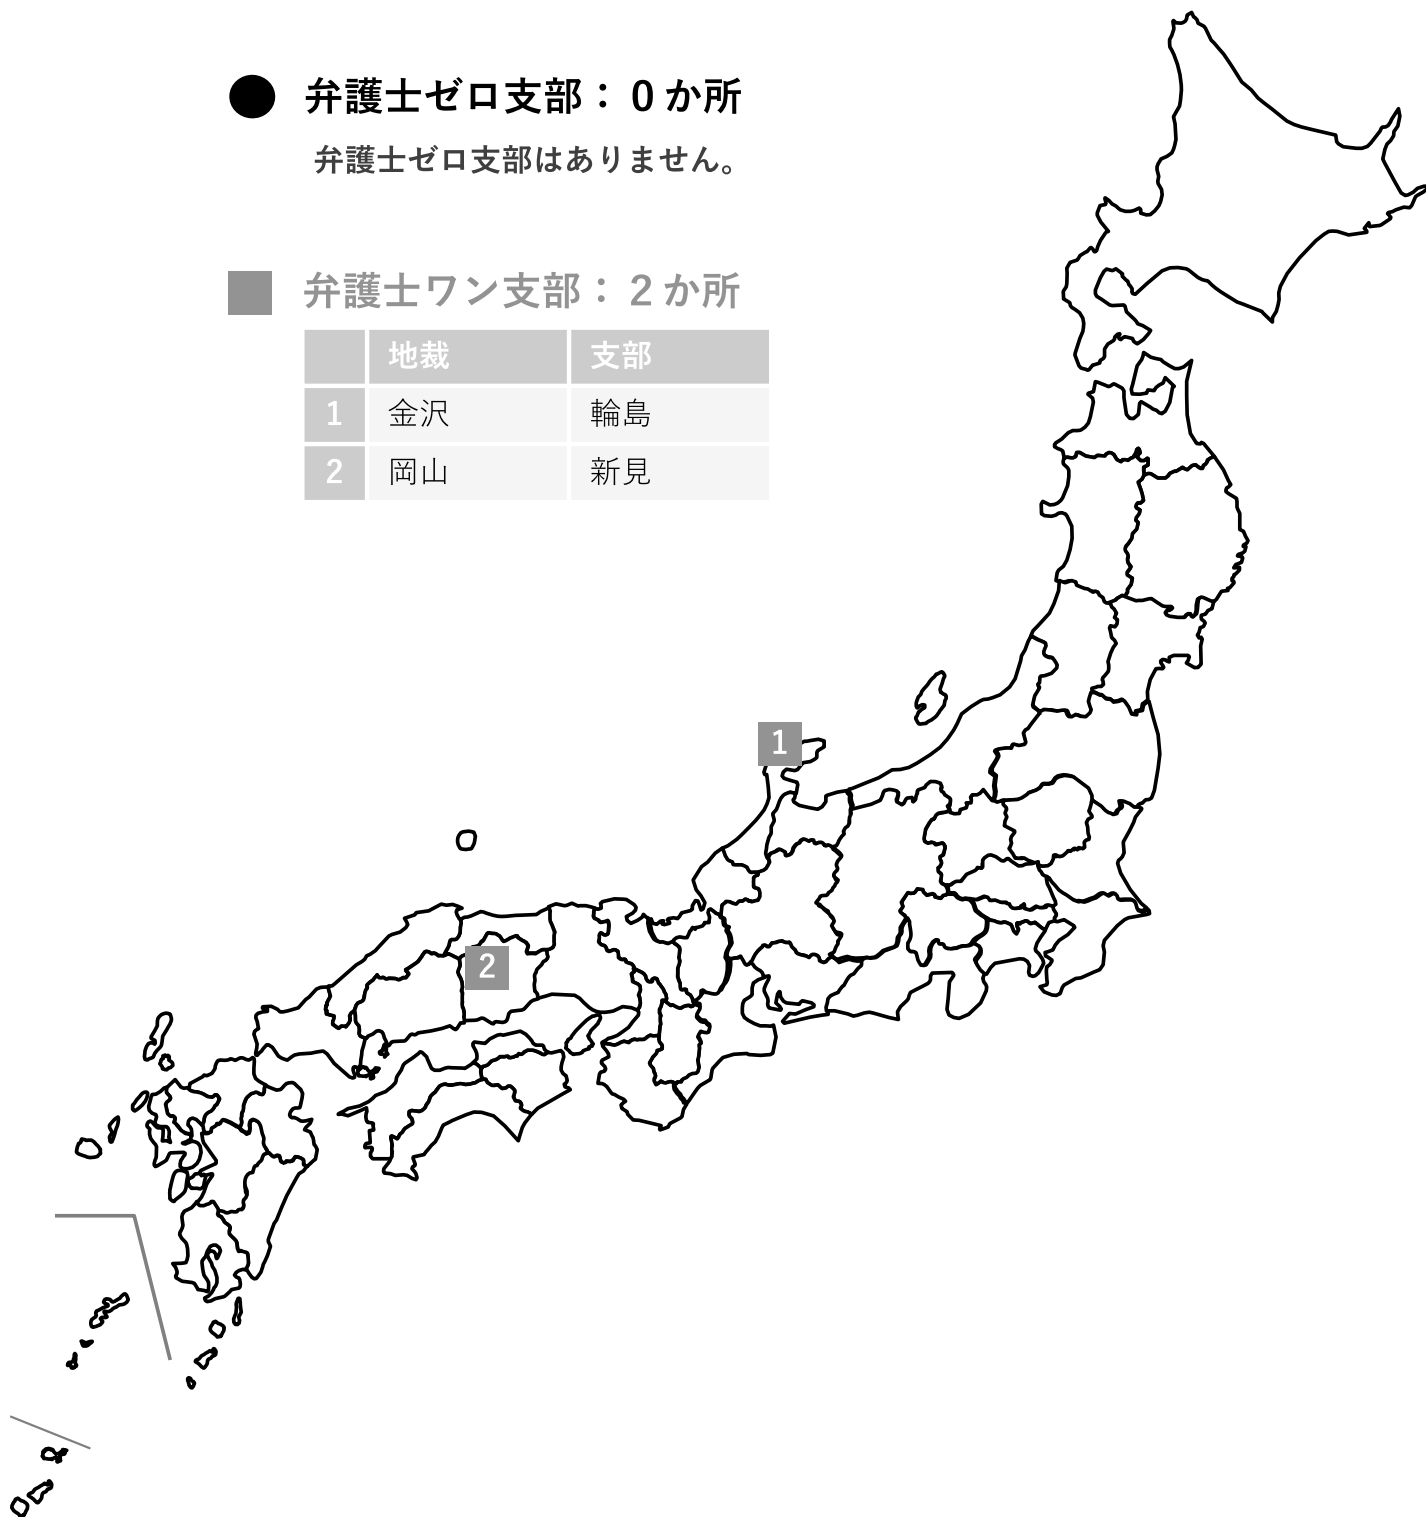 弁護士ゼロ支部：0か所
弁護士ゼロ支部はありません。
弁護士ワン支部：2か所
地裁 支部
1 金沢 輪島
2 岡山 新見
1
2